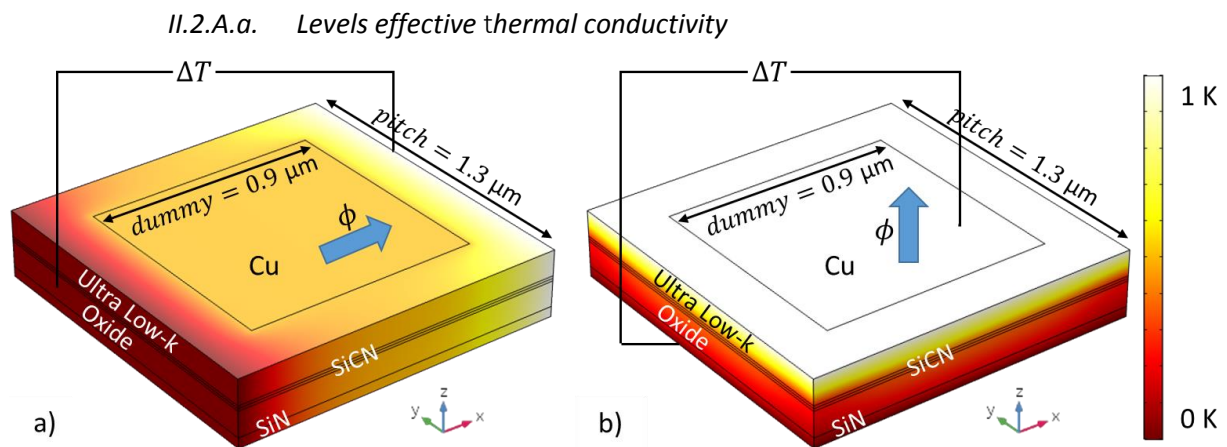 II.2.A.a. Levels effective thermal conductivity
ΔT
pitch = 1.3 μm
dummy = 0.9 μm
ϕ
Cu
Ultra Low-k
Oxide
SiCN
SiN
a)
z
y
x
ΔT
pitch = 1.3 μm
dummy = 0.9 μm
ϕ
Cu
Ultra Low-k
Oxide
SiCN
SiN
b)
z
y
x
1 K
0 K